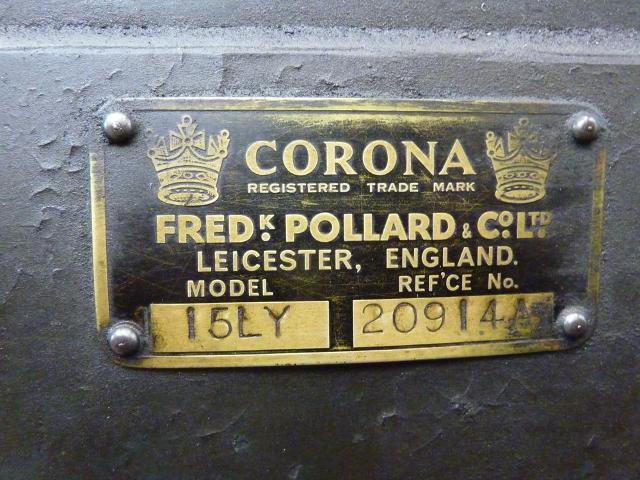 CORONA
REGISTERED TRADE MARK
FREDK. POLLARD & CO. LTD
LEICESTER, ENGLAND.
MODEL REF'CE No.
15LY 20914A